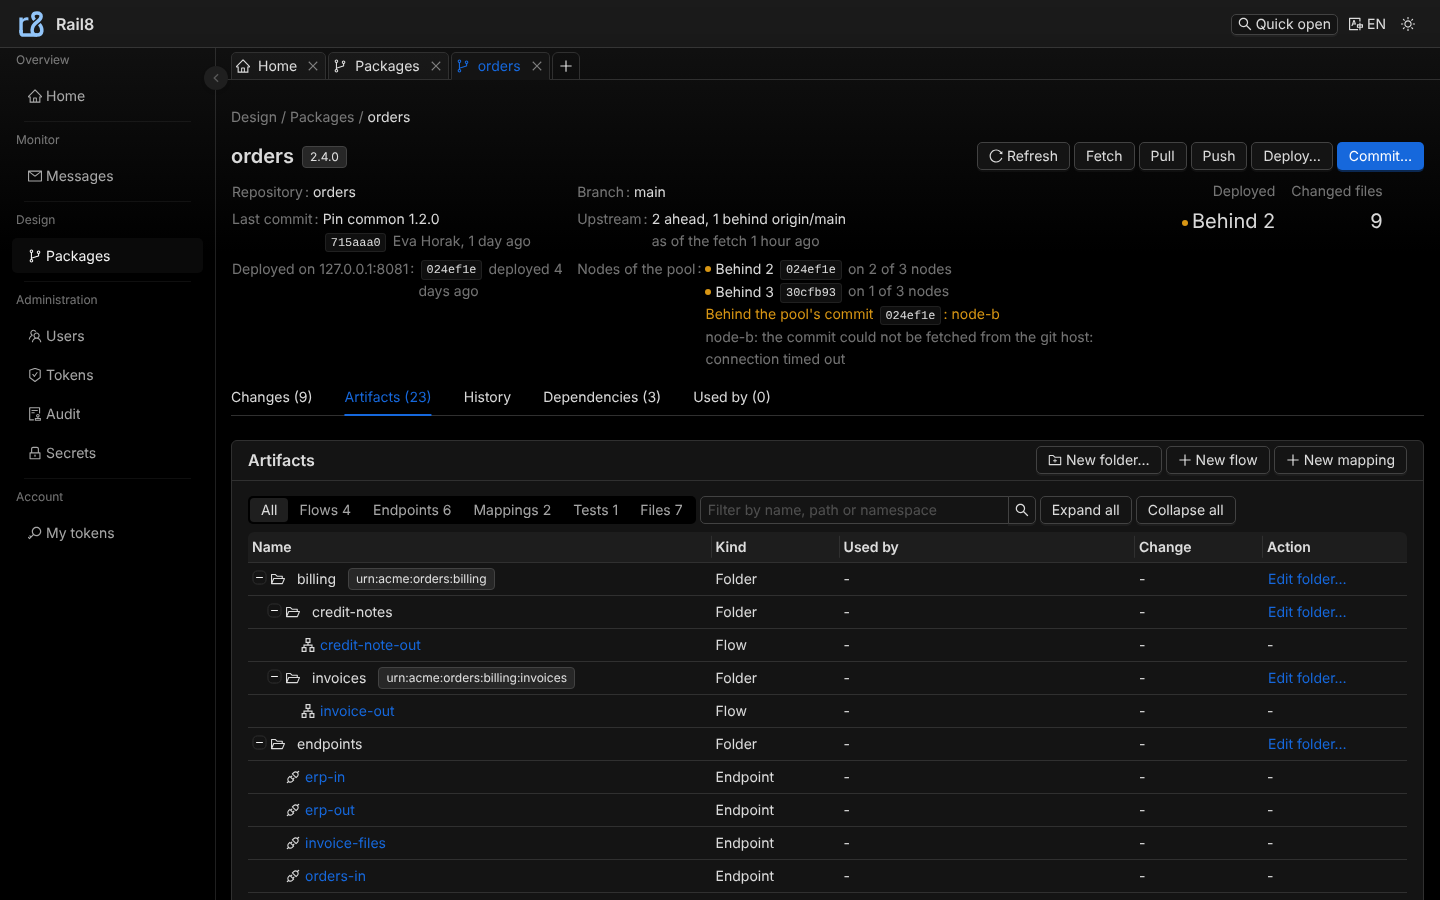 Rail8
Quick open
EN
Overview
Home
Monitor
Messages
Design
Packages
Administration
Users
Tokens
Audit
Secrets
Account
My tokens
Home
Packages
orders
Design / Packages / orders
orders 2.4.0
Refresh
Fetch
Pull
Push
Deploy...
Commit...
Repository: orders
Branch: main
Deployed
Changed files
Last commit: Pin common 1.2.0
715aaa0 Eva Horak, 1 day ago
Upstream: 2 ahead, 1 behind origin/main
as of the fetch 1 hour ago
Behind 2
9
Deployed on 127.0.0.1:8081: 024ef1e deployed 4
days ago
Nodes of the pool: Behind 2 024ef1e on 2 of 3 nodes
Behind 3 30cfb93 on 1 of 3 nodes
Behind the pool's commit 024ef1e : node-b
node-b: the commit could not be fetched from the git host:
connection timed out
Changes (9)
Artifacts (23)
History
Dependencies (3)
Used by (0)
Artifacts
New folder...
New flow
New mapping
All
Flows 4
Endpoints 6
Mappings 2
Tests 1
Files 7
Filter by name, path or namespace
Expand all
Collapse all
Name Kind Used by Change Action
billing urn:acme:orders:billing Folder - - Edit folder...
credit-notes Folder - - Edit folder...
credit-note-out Flow - - -
invoices urn:acme:orders:billing:invoices Folder - - Edit folder...
invoice-out Flow - - -
endpoints Folder - - Edit folder...
erp-in Endpoint - - -
erp-out Endpoint - - -
invoice-files Endpoint - - -
orders-in Endpoint - - -